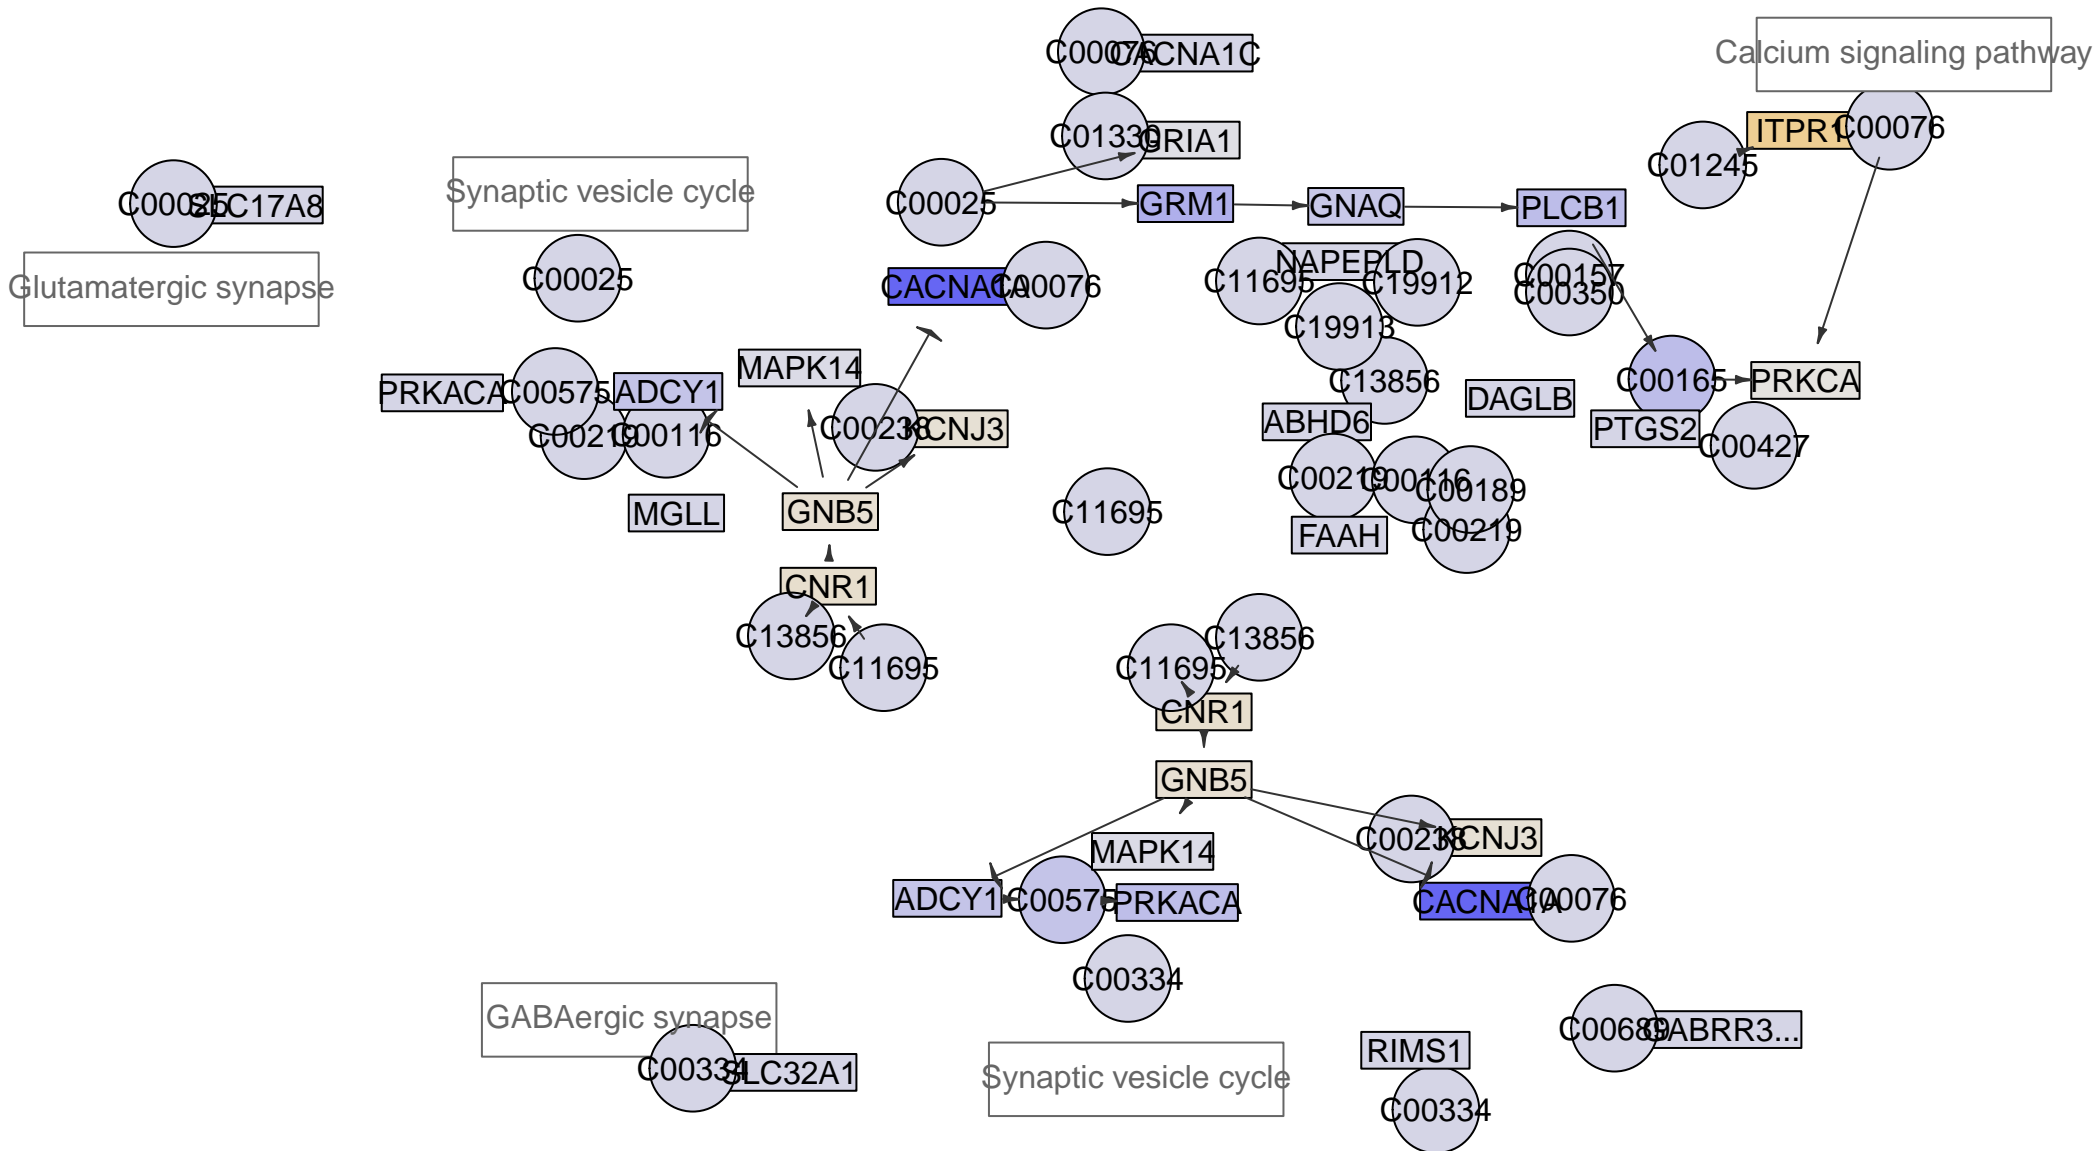 C00076
CACNA1C
Calcium signaling pathway
C01330
GRIA1
ITPR1
C00076
C01245
C00025
SLC17A8
Synaptic vesicle cycle
C00025
GRM1
GNAQ
PLCB1
Glutamatergic synapse
C00025
CACNA1A
C00076
C11695
NAPEPLD
C19912
C00157
C00350
C19913
C13856
PRKACA
C00575
ADCY1
MAPK14
DAGLB
C00165
PRKCA
C00219
C00116
C00238
KCNJ3
ABHD6
PTGS2
C00427
MGLL
GNB5
C11695
C00219
C00116
C00189
FAAH
C00219
CNR1
C13856
C11695
C11695
C13856
CNR1
GNB5
MAPK14
C00238
KCNJ3
ADCY1
C00575
PRKACA
CACNA1A
C00076
C00334
GABAergic synapse
C00334
SLC32A1
Synaptic vesicle cycle
RIMS1
C00334
C00689
GABRR3...